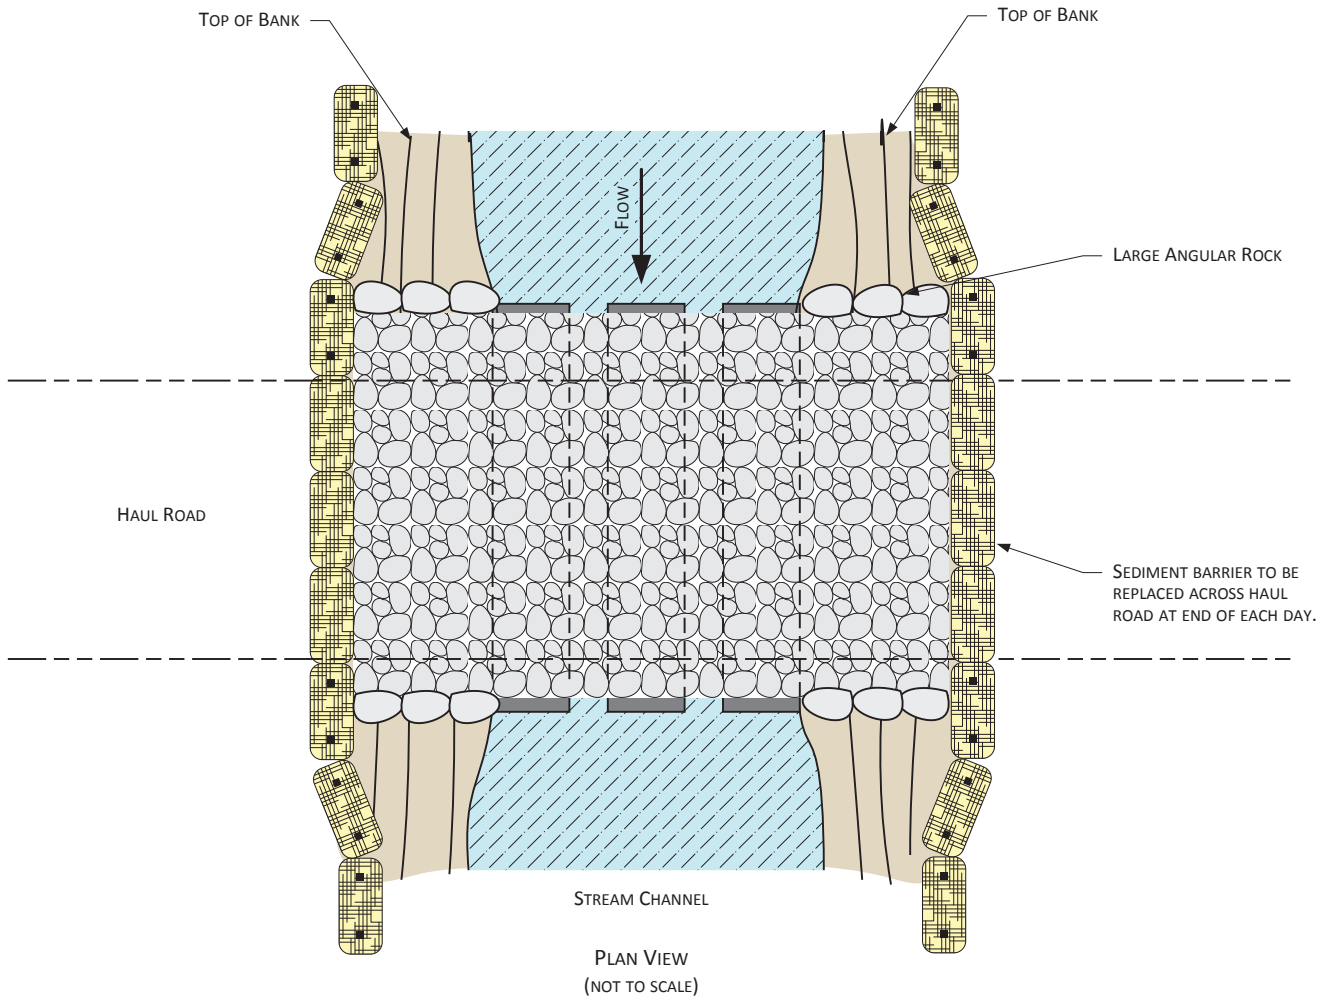 Top of Bank
Top of Bank
Flow
Large Angular Rock
Haul Road
Sediment barrier to be
replaced across haul
road at end of each day.
Stream Channel
Plan View
(not to scale)